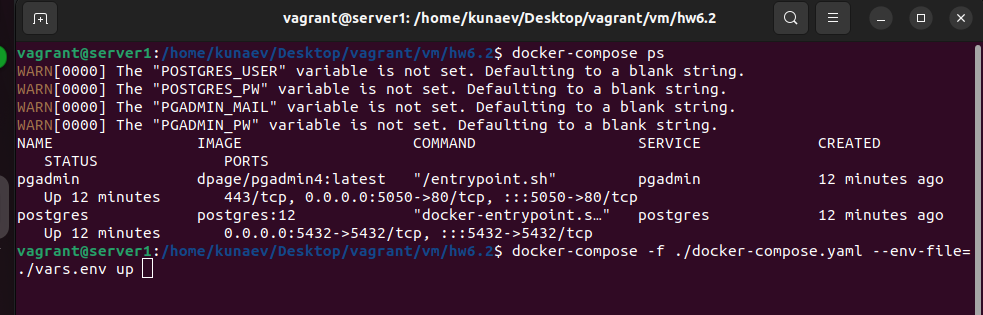 vagrant@server1: /home/kunaev/Desktop/vagrant/vm/hw6.2
vagrant@server1:/home/kunaev/Desktop/vagrant/vm/hw6.2$ docker-compose ps
WARN[0000] The "POSTGRES_USER" variable is not set. Defaulting to a blank string.
WARN[0000] The "POSTGRES_PW" variable is not set. Defaulting to a blank string.
WARN[0000] The "PGADMIN_MAIL" variable is not set. Defaulting to a blank string.
WARN[0000] The "PGADMIN_PW" variable is not set. Defaulting to a blank string.
NAME                IMAGE                   COMMAND                  SERVICE             CREATED
   STATUS              PORTS
pgadmin             dpage/pgadmin4:latest   "/entrypoint.sh"         pgadmin             12 minutes ago
   Up 12 minutes       443/tcp, 0.0.0.0:5050->80/tcp, :::5050->80/tcp
postgres            postgres:12             "docker-entrypoint.s…"   postgres            12 minutes ago
   Up 12 minutes       0.0.0.0:5432->5432/tcp, :::5432->5432/tcp
vagrant@server1:/home/kunaev/Desktop/vagrant/vm/hw6.2$ docker-compose -f ./docker-compose.yaml --env-file=
./vars.env up